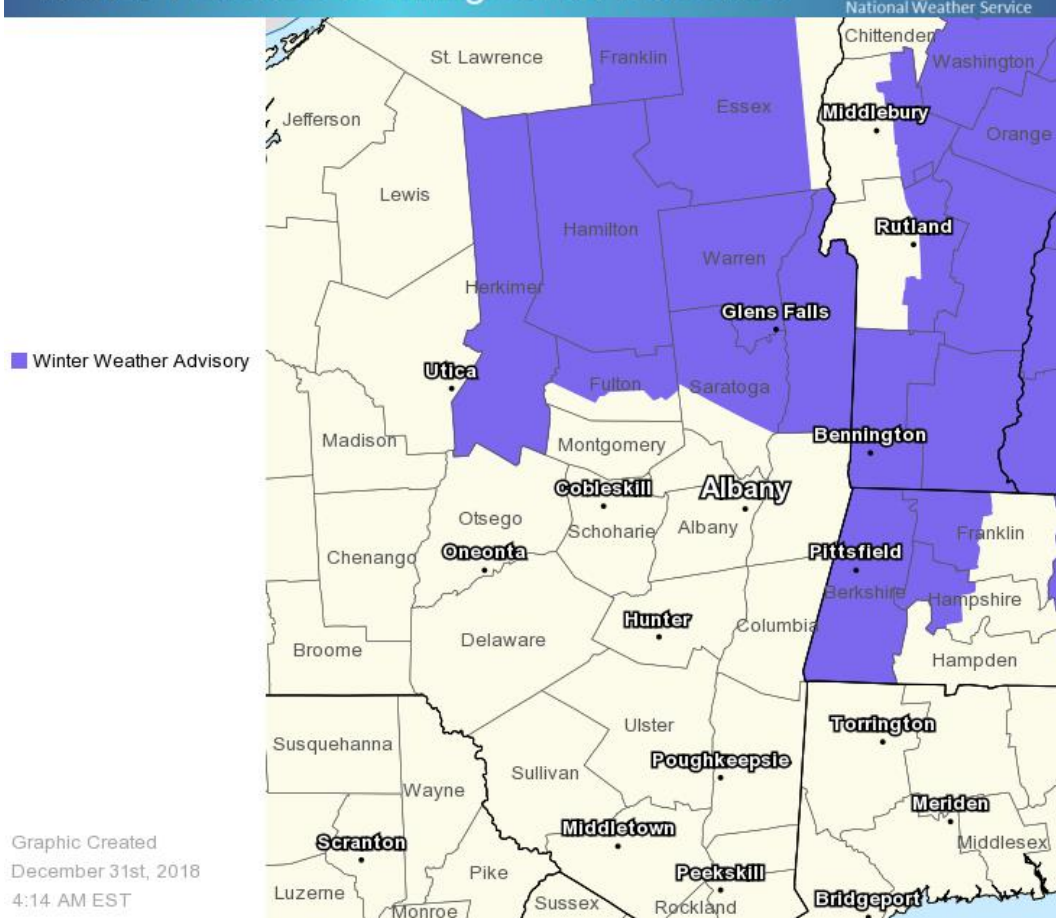 National Weather Service
Chittenden
St. Lawrence
Franklin
Washington
Essex
Middlebury
Jefferson
Orange
Lewis
Rutland
Hamilton
Warren
Herkimer
Glens Falls
Winter Weather Advisory
Utica
Fulton
Saratoga
Bennington
Madison
Montgomery
Cobleskill
Albany
Otsego
Schoharie
Albany
Franklin
Chenango
Oneonta
Pittsfield
Berkshire
Hampshire
Hunter
Columbia
Delaware
Broome
Hampden
Ulster
Torrington
Susquehanna
Poughkeepsie
Sullivan
Wayne
Meriden
Middletown
Scranton
Middlesex
Graphic Created
December 31st, 2018
4:14 AM EST
Pike
Peekskill
Luzerne
Sussex
Rockland
Bridgeport
Monroe